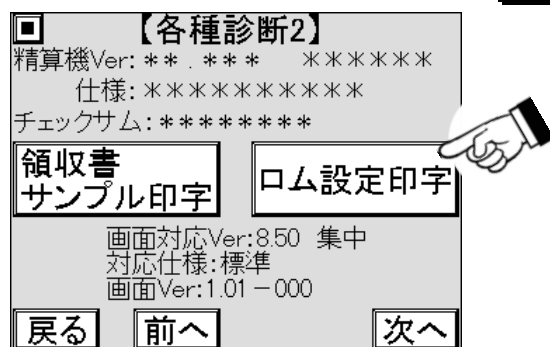 【各種診断2】
精算機Ver:**.*** ******
仕様:**********
チェックサム:********
領収書
サンプル印字
ロム設定印字
画面対応Ver:8.50 集中
対応仕様:標準
画面Ver:1.01－000
戻る 前へ 次へ